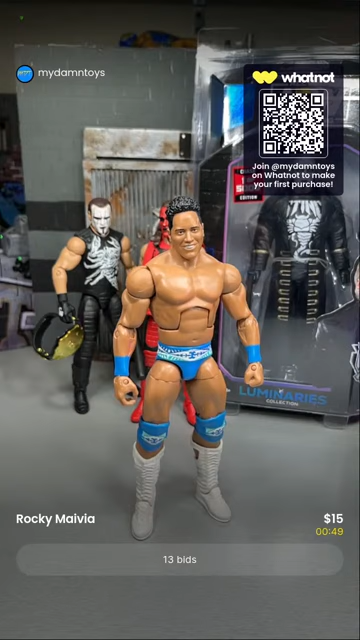 mydamntoys
whatnot
Join @mydamntoys
on Whatnot to make
your first purchase!
EDITION
LUMINARIES
COLLECTION
Rocky Maivia
$15
00:49
13 bids